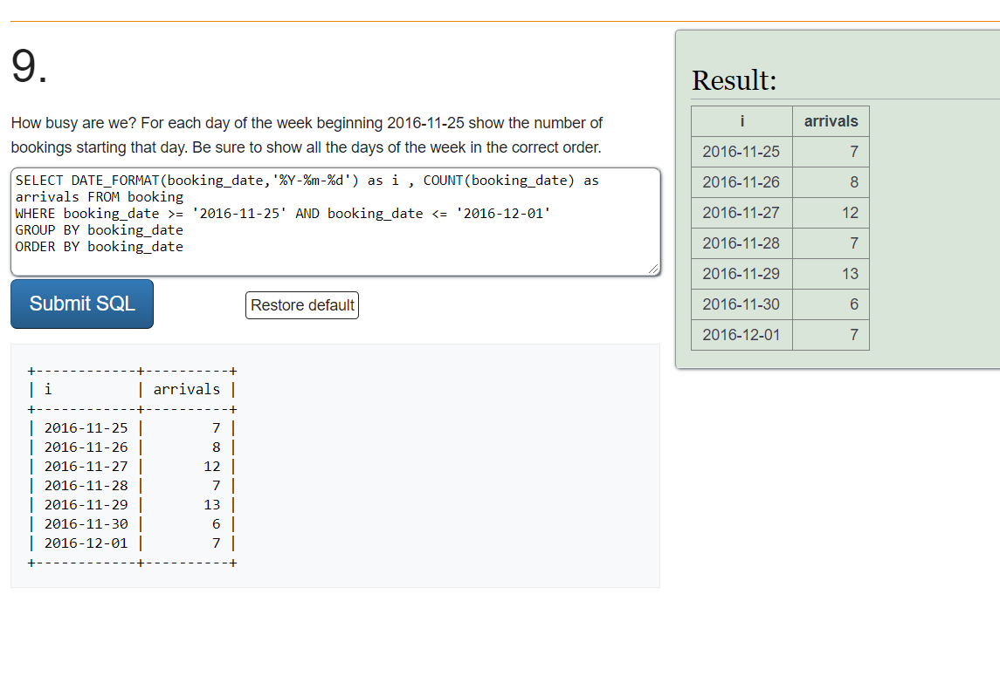 9.
How busy are we? For each day of the week beginning 2016-11-25 show the number of
bookings starting that day. Be sure to show all the days of the week in the correct order.
SELECT DATE_FORMAT(booking_date,'%Y-%m-%d') as i , COUNT(booking_date) as
arrivals FROM booking
WHERE booking_date >= '2016-11-25' AND booking_date <= '2016-12-01'
GROUP BY booking_date
ORDER BY booking_date
Submit SQL
Restore default
+------------+----------+
| i          | arrivals |
+------------+----------+
| 2016-11-25 |        7 |
| 2016-11-26 |        8 |
| 2016-11-27 |       12 |
| 2016-11-28 |        7 |
| 2016-11-29 |       13 |
| 2016-11-30 |        6 |
| 2016-12-01 |        7 |
+------------+----------+
Result:
i arrivals
2016-11-25 7
2016-11-26 8
2016-11-27 12
2016-11-28 7
2016-11-29 13
2016-11-30 6
2016-12-01 7